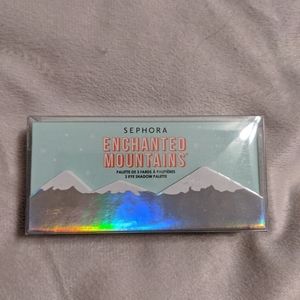 SEPHORA
ENCHANTED
MOUNTAINS
PALETTE DE 5 FARDS À PAUPIÈRES
5 EYE SHADOW PALETTE